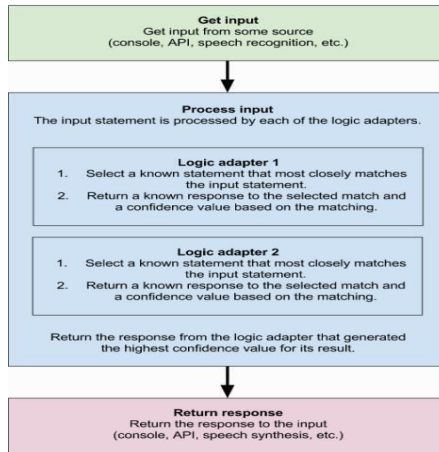 Get input
Get input from some source
(console, API, speech recognition, etc.)
Process input
The input statement is processed by each of the logic adapters.
Logic adapter 1
1. Select a known statement that most closely matches
the input statement.
2. Return a known response to the selected match and
a confidence value based on the matching.
Logic adapter 2
1. Select a known statement that most closely matches
the input statement.
2. Return a known response to the selected match and
a confidence value based on the matching.
Return the response from the logic adapter that generated
the highest confidence value for its result.
Return response
Return the response to the input
(console, API, speech synthesis, etc.)